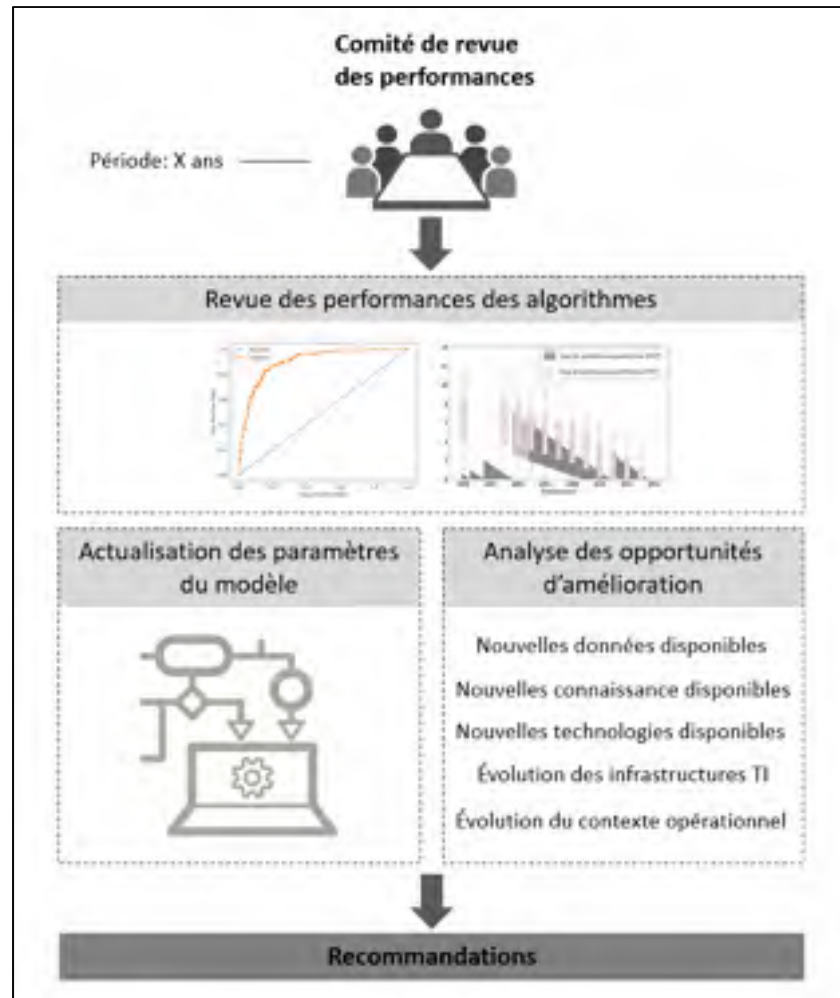 Comité de revue
des performances
Période: X ans
Revue des performances des algorithmes
Actualisation des paramètres
du modèle
Analyse des opportunités
d'amélioration
Nouvelles données disponibles
Nouvelles connaissance disponibles
Nouvelles technologies disponibles
Évolution des infrastructures TI
Évolution du contexte opérationnel
Recommandations